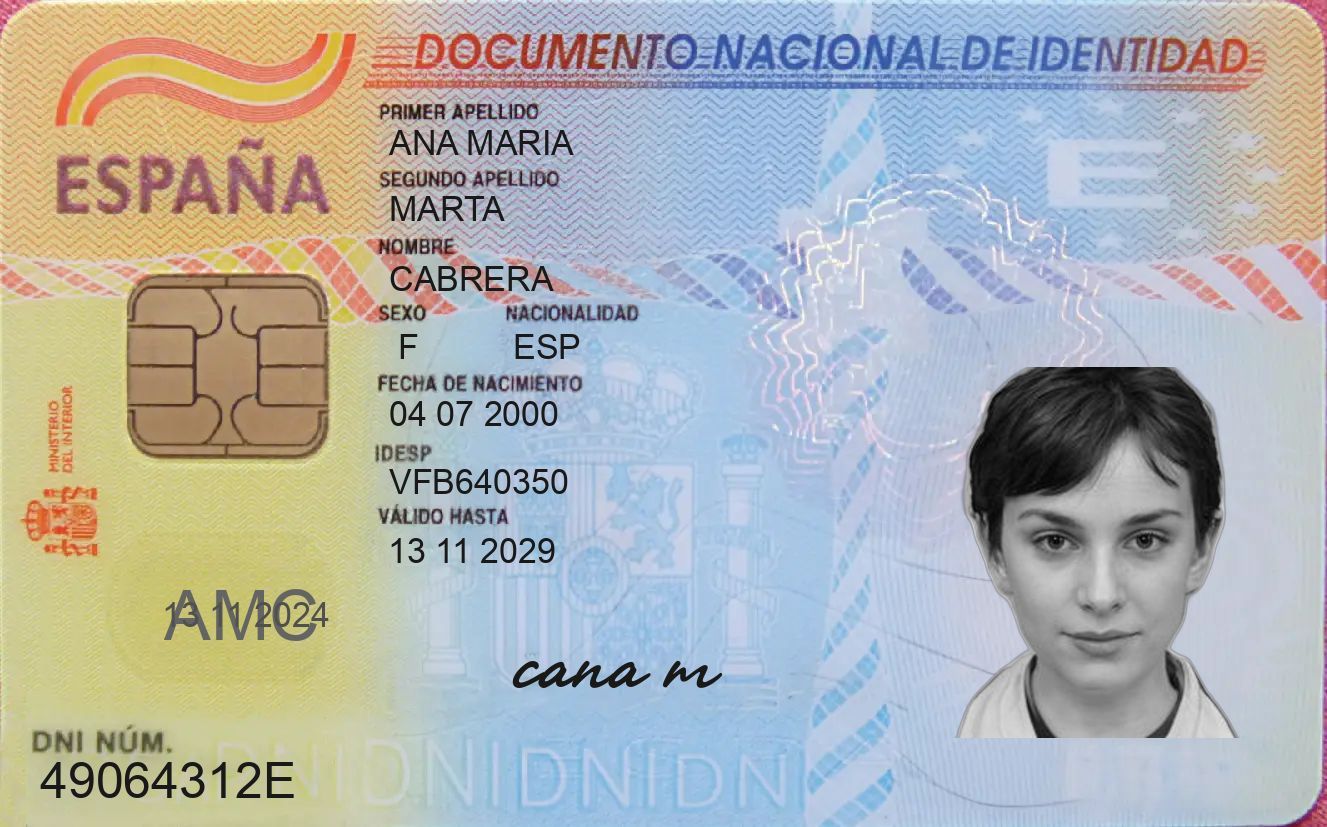 DOCUMENTO NACIONAL DE IDENTIDAD
ESPAÑA
PRIMER APELLIDO
ANA MARIA
SEGUNDO APELLIDO
MARTA
NOMBRE
CABRERA
SEXO NACIONALIDAD
F ESP
FECHA DE NACIMIENTO
04 07 2000
IDESP
VFB640350
VÁLIDO HASTA
13 11 2029
MINISTERIO
DEL INTERIOR
E
AMC
13 11 2024
cana m
DNI NÚM.
49064312E
DNIDNIDNIDNI